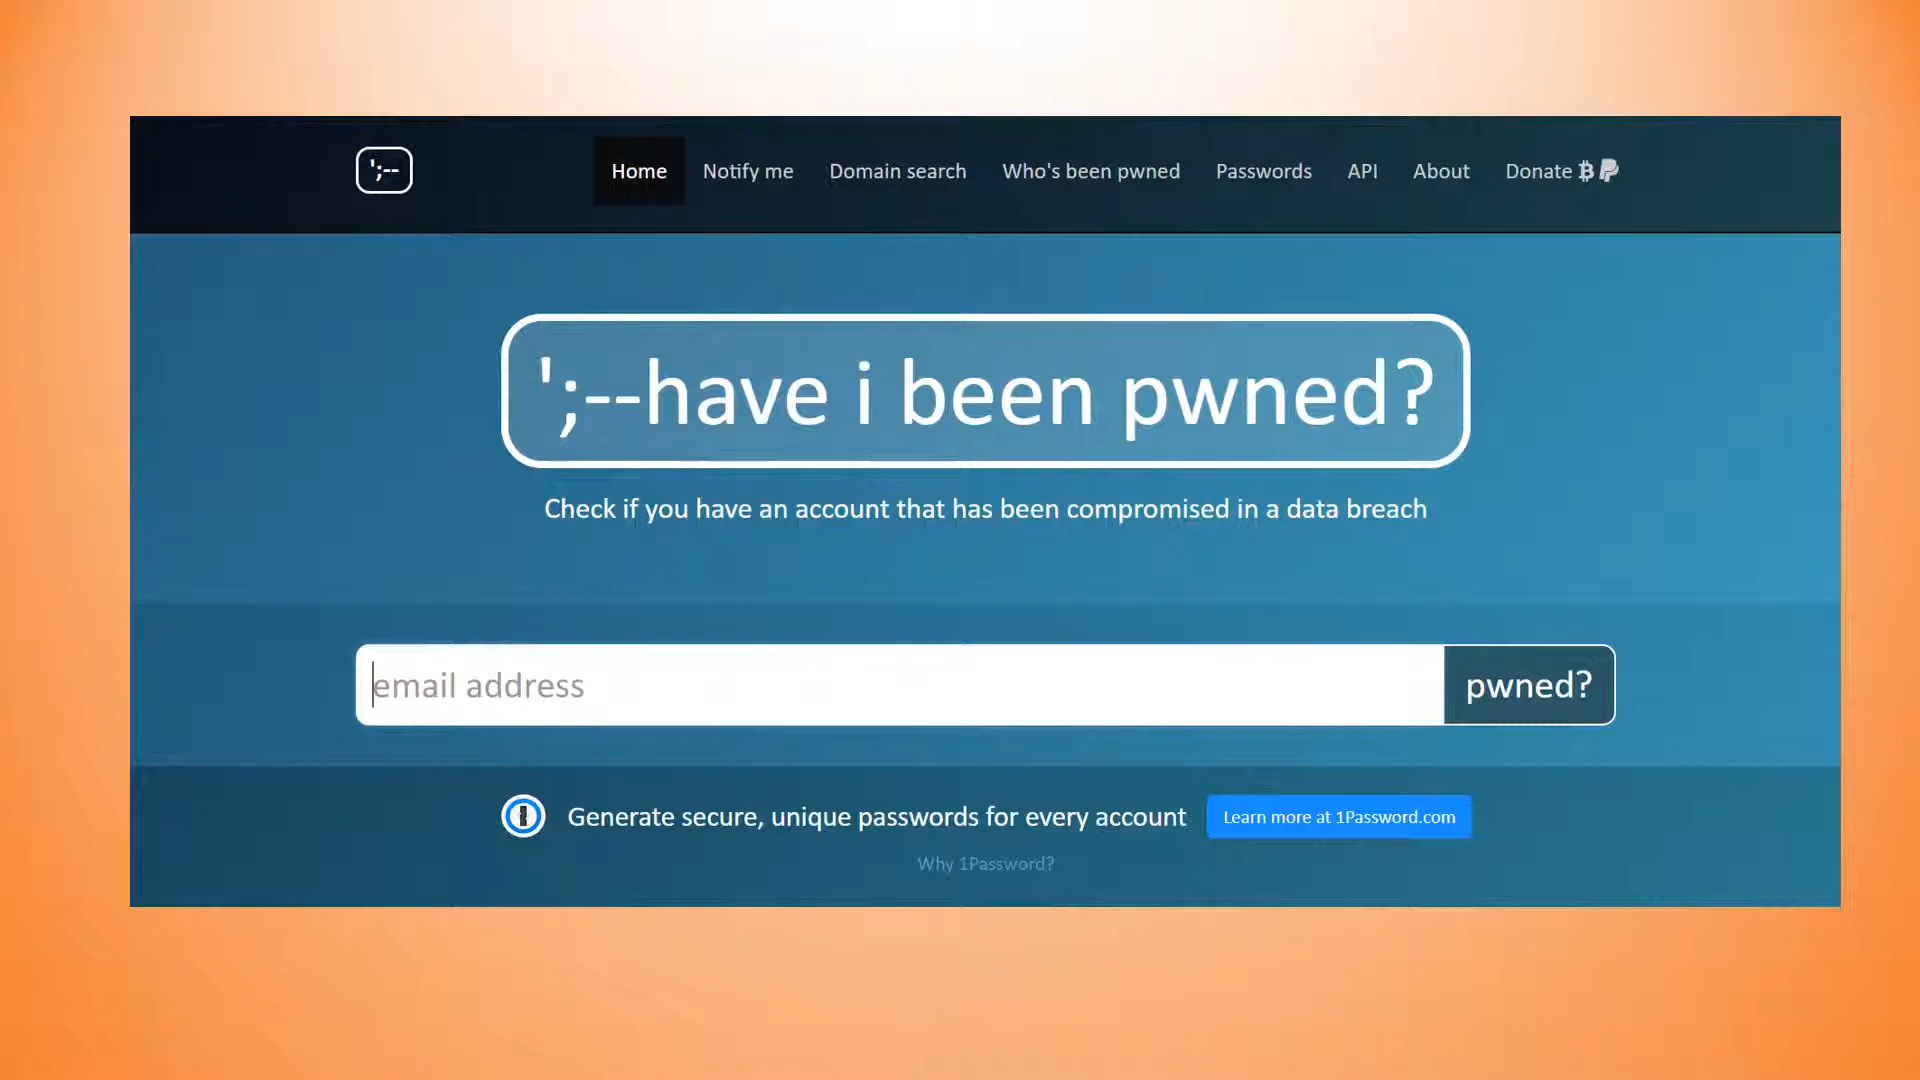 ';--
Home Notify me Domain search Who's been pwned Passwords API About Donate
';--have i been pwned?
Check if you have an account that has been compromised in a data breach
email address
pwned?
Generate secure, unique passwords for every account
Learn more at 1Password.com
Why 1Password?